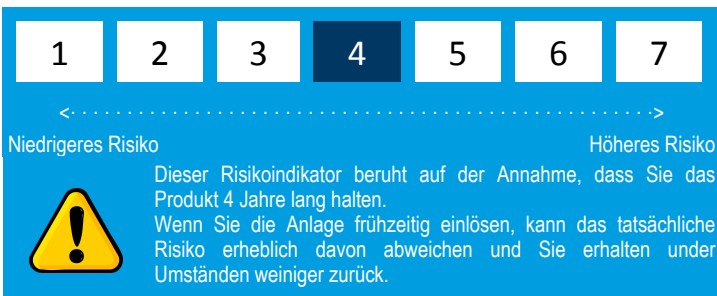 1 2 3 4 5 6 7
<· · · · · · · · · · · · · · · · · · · · · · · · · · · · · · · · · · · · · · · · · · · · · · · · · · · ·>
Niedrigeres Risiko Höheres Risiko
Dieser Risikoindikator beruht auf der Annahme, dass Sie das
Produkt 4 Jahre lang halten.
Wenn Sie die Anlage frühzeitig einlösen, kann das tatsächliche
Risiko erheblich davon abweichen und Sie erhalten under
Umständen weiniger zurück.